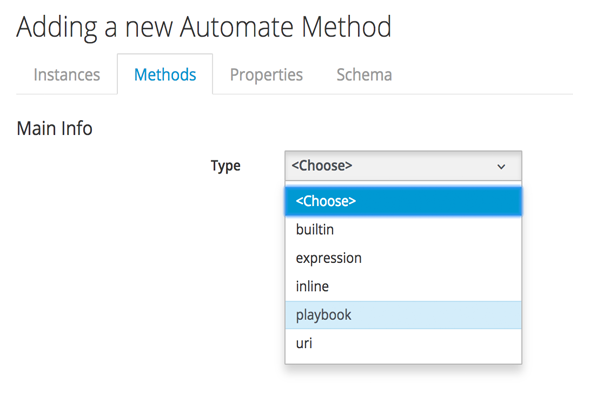 Adding a new Automate Method
Instances Methods Properties Schema
Main Info
Type <Choose>
<Choose>
builtin
expression
inline
playbook
uri